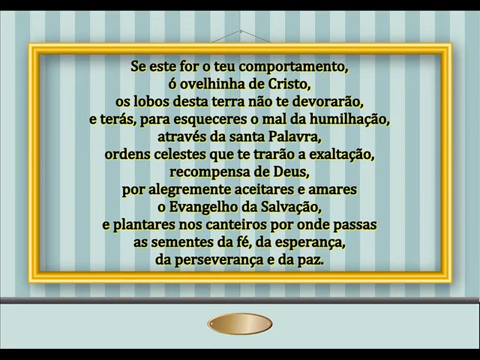 Se este for o teu comportamento,
ó ovelhinha de Cristo,
os lobos desta terra não te devorarão,
e terás, para esqueceres o mal da humilhação,
através da santa Palavra,
ordens celestes que te trarão a exaltação,
recompensa de Deus,
por alegremente aceitares e amares
o Evangelho da Salvação,
e plantares nos canteiros por onde passas
as sementes da fé, da esperança,
da perseverança e da paz.